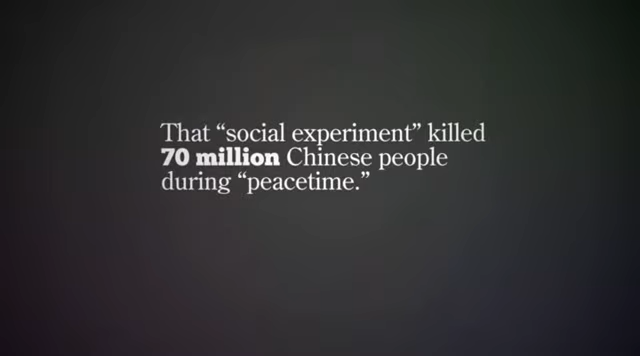 That “social experiment” killed
70 million Chinese people
during “peacetime.”